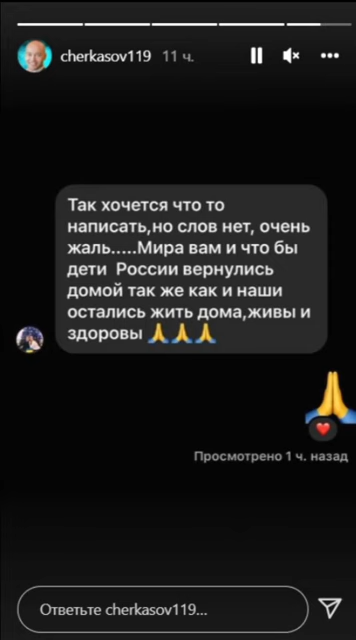 cherkasov119 11 ч.
Так хочется что то
написать,но слов нет, очень
жаль.....Мира вам и что бы
дети России вернулись
домой так же как и наши
остались жить дома,живы и
здоровы 🙏🙏🙏
Просмотрено 1 ч. назад
Ответьте cherkasov119...